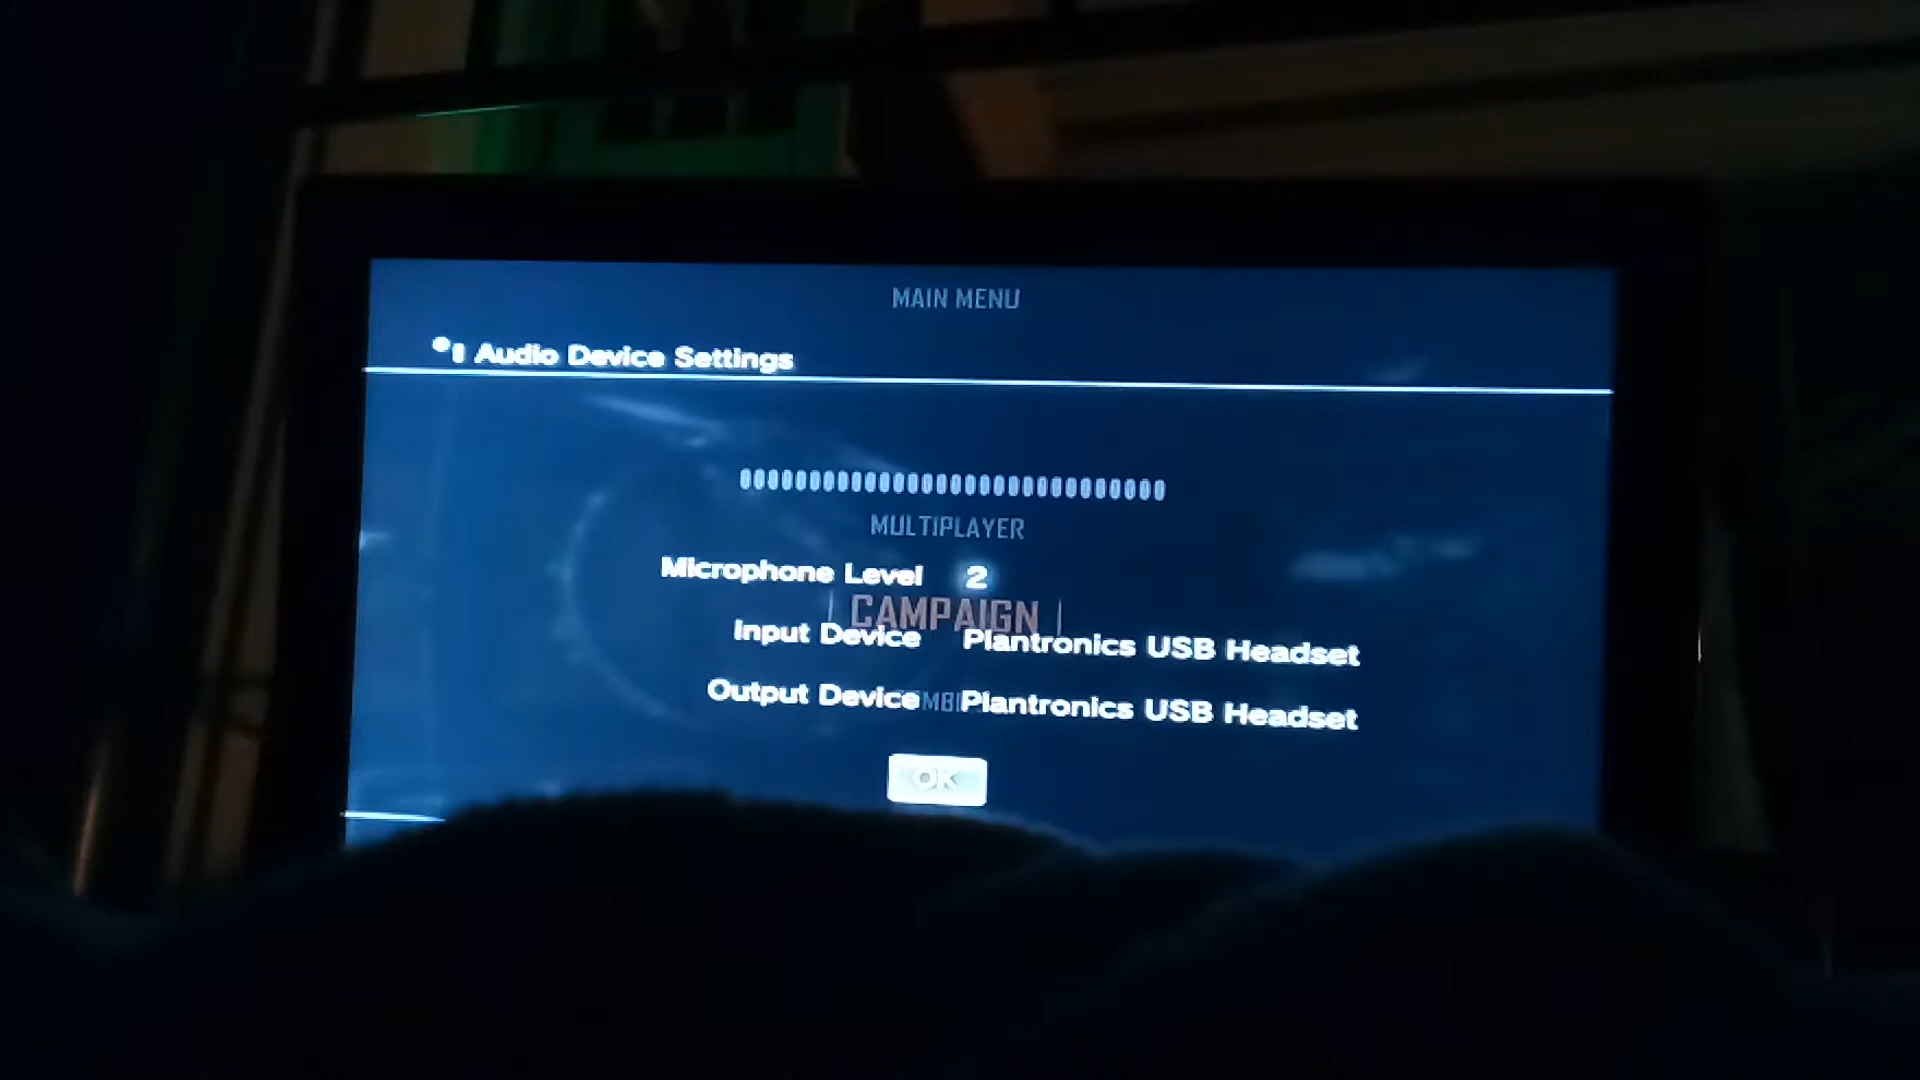 MAIN MENU
Audio Device Settings
MULTIPLAYER
Microphone Level 2
CAMPAIGN
Input Device Plantronics USB Headset
Output Device Plantronics USB Headset
OK